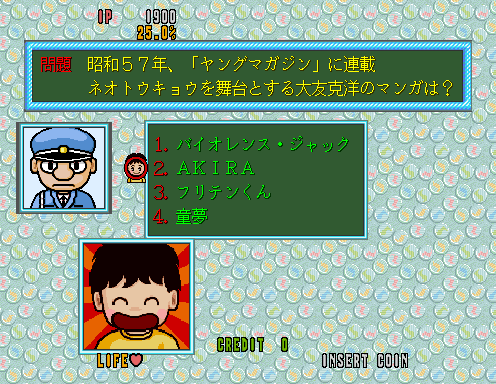 1P 1900
25.0%
問題 昭和57年、「ヤングマガジン」に連載
ネオトウキョウを舞台とする大友克洋のマンガは?
1. バイオレンス・ジャック
2. AKIRA
3. フリテンくん
4. 童夢
CREDIT 0
LIFE♥ INSERT COIN